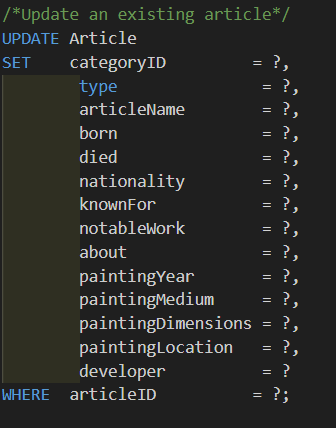 /*Update an existing article*/
UPDATE Article
SET    categoryID         = ?,
       type               = ?,
       articleName        = ?,
       born               = ?,
       died               = ?,
       nationality        = ?,
       knownFor           = ?,
       notableWork        = ?,
       about              = ?,
       paintingYear       = ?,
       paintingMedium     = ?,
       paintingDimensions = ?,
       paintingLocation   = ?,
       developer          = ?
WHERE  articleID          = ?;